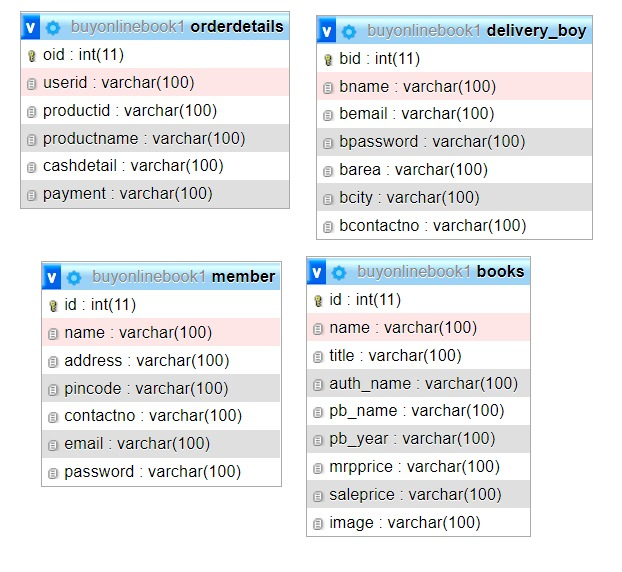 buyonlinebook1 orderdetails
oid : int(11)
userid : varchar(100)
productid : varchar(100)
productname : varchar(100)
cashdetail : varchar(100)
payment : varchar(100)
v buyonlinebook1 delivery_boy
bid : int(11)
bname : varchar(100)
bemail : varchar(100)
bpassword : varchar(100)
barea : varchar(100)
bcity : varchar(100)
bcontactno : varchar(100)
v buyonlinebook1 member
id : int(11)
name : varchar(100)
address : varchar(100)
pincode : varchar(100)
contactno : varchar(100)
email : varchar(100)
password : varchar(100)
v buyonlinebook1 books
id : int(11)
name : varchar(100)
title : varchar(100)
auth_name : varchar(100)
pb_name : varchar(100)
pb_year : varchar(100)
mrpprice : varchar(100)
saleprice : varchar(100)
image : varchar(100)